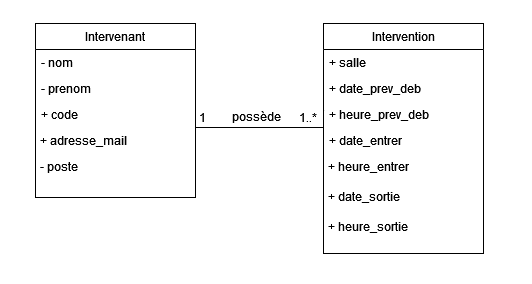 Intervenant
- nom
- prenom
+ code
+ adresse_mail
- poste
1 possède 1..*
Intervention
+ salle
+ date_prev_deb
+ heure_prev_deb
+ date_entrer
+ heure_entrer
+ date_sortie
+ heure_sortie